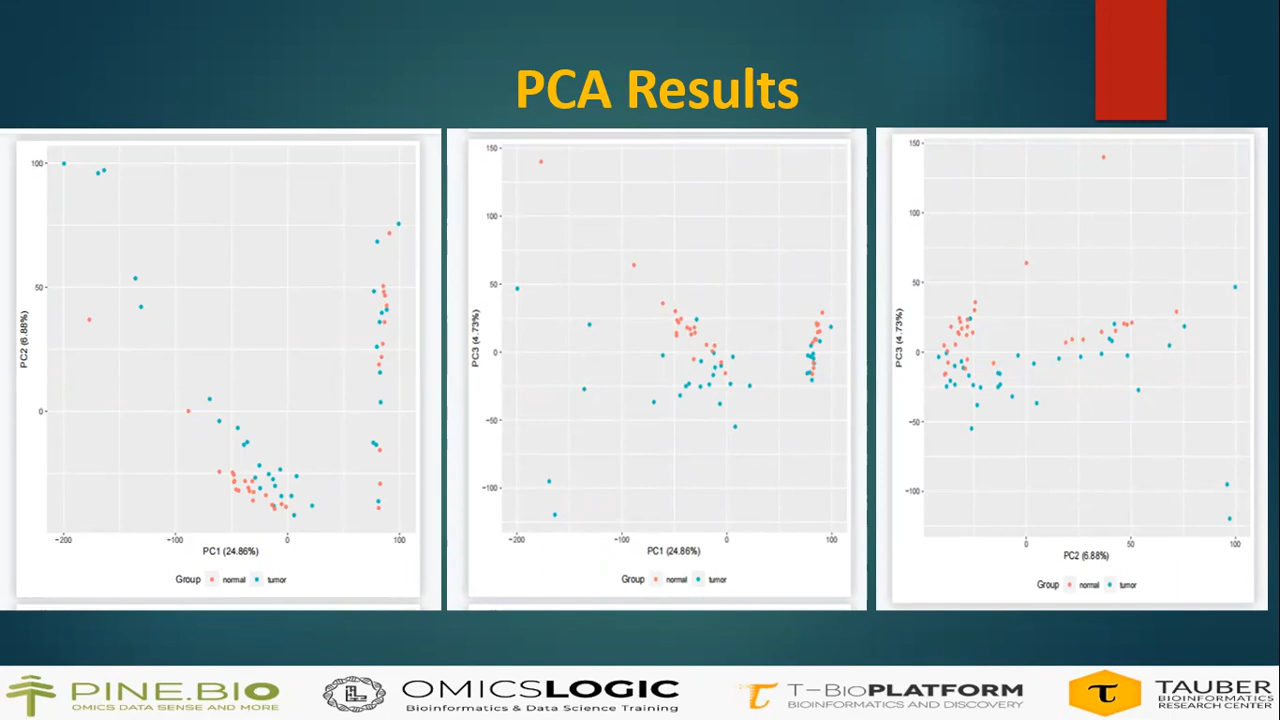 PCA Results
100
50
0
PC2 (6.88%)
−200
−100
0
100
PC1 (24.86%)
Group
normal
tumor
150
100
50
0
−50
−100
PC3 (4.73%)
−200
−100
0
100
PC1 (24.86%)
Group
normal
tumor
150
100
50
0
−50
−100
PC3 (4.73%)
0
50
100
PC2 (6.88%)
Group
normal
tumor
PINE.BIO
OMICS DATA SENSE AND MORE
OMICSLOGIC
Bioinformatics & Data Science Training
T-BioPLATFORM
BIOINFORMATICS AND DISCOVERY
TAUBER
BIOINFORMATICS
RESEARCH CENTER